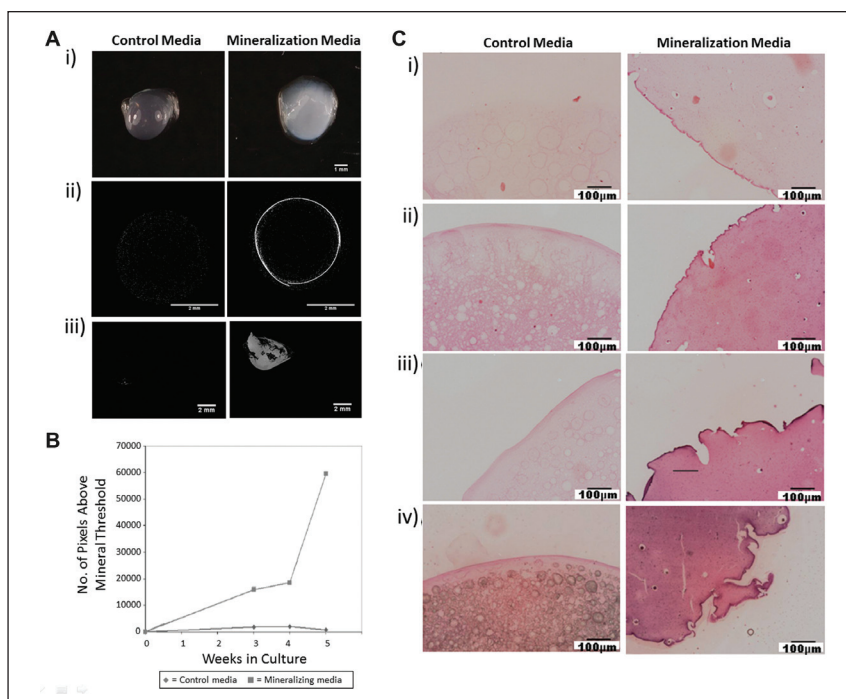 A
Control Media Mineralization Media
i)
1 mm
ii)
2 mm 2 mm
iii)
2 mm 2 mm
B
70000
60000
50000
40000
30000
20000
10000
0
No. of Pixels Above
Mineral Threshold
0 1 2 3 4 5
Weeks in Culture
= Control media = Mineralizing media
C
Control Media Mineralization Media
i)
100µm 100µm
ii)
100µm 100µm
iii)
100µm 100µm
iv)
100µm 100µm